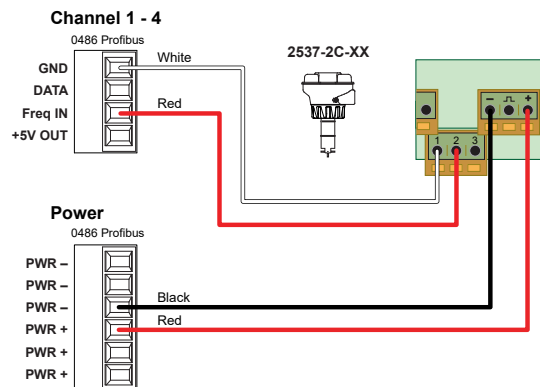 Channel 1 - 4
0486 Profibus
GND
DATA
Freq IN
+5V OUT
White
Red
2537-2C-XX
– ⎍ +
1 2 3
Power
0486 Profibus
PWR –
PWR –
PWR –
PWR +
PWR +
PWR +
Black
Red